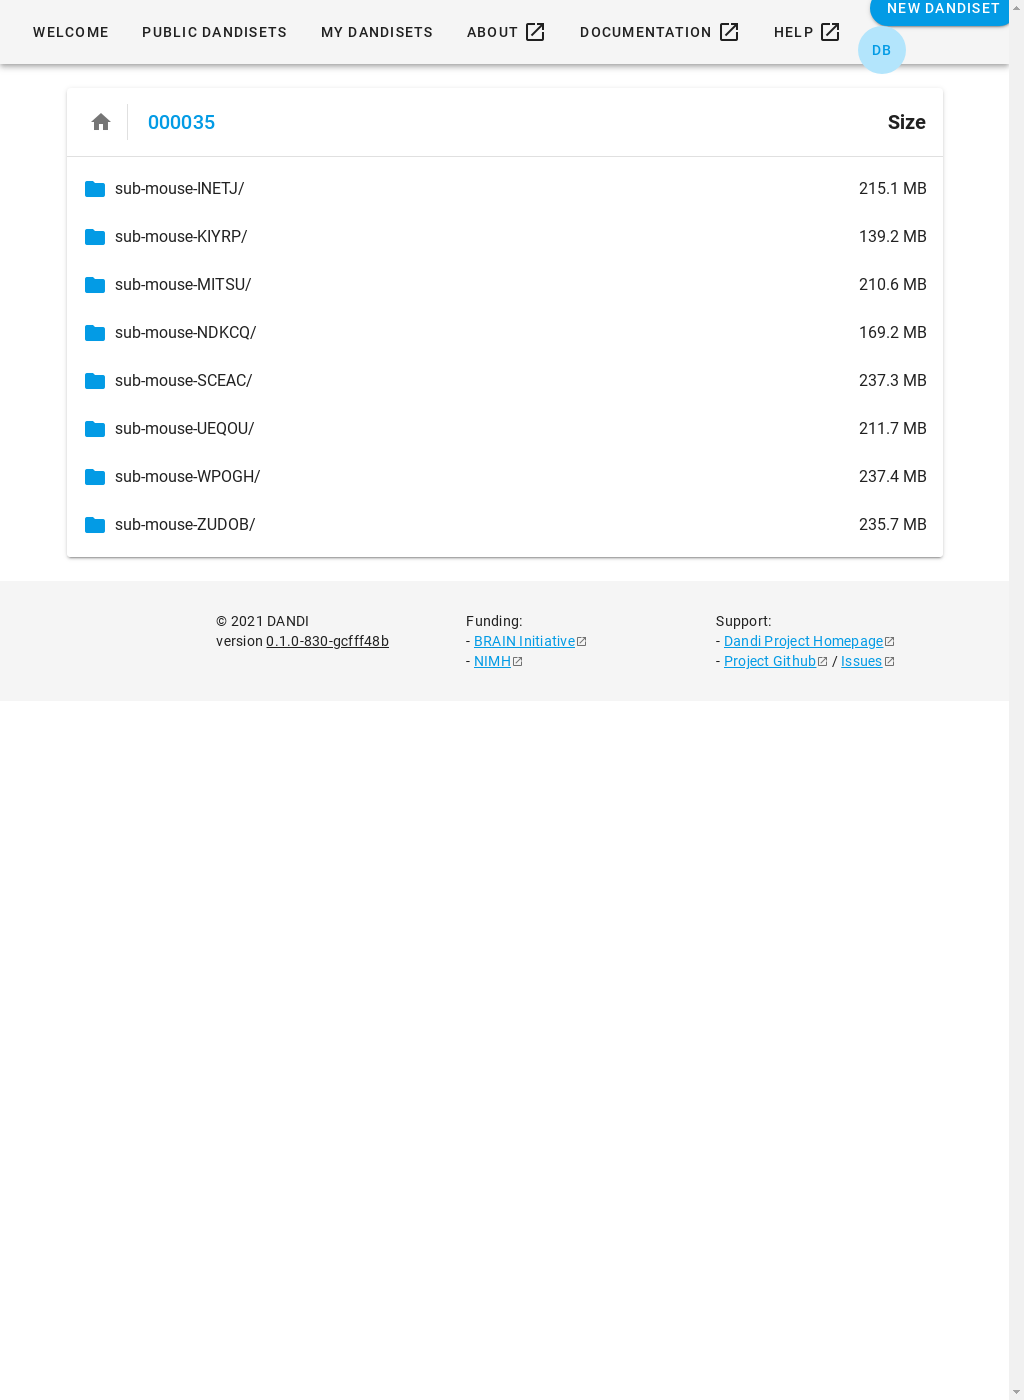 NEW DANDISET
WELCOME PUBLIC DANDISETS MY DANDISETS ABOUT DOCUMENTATION HELP
DB
000035 Size
sub-mouse-INETJ/ 215.1 MB
sub-mouse-KIYRP/ 139.2 MB
sub-mouse-MITSU/ 210.6 MB
sub-mouse-NDKCQ/ 169.2 MB
sub-mouse-SCEAC/ 237.3 MB
sub-mouse-UEQOU/ 211.7 MB
sub-mouse-WPOGH/ 237.4 MB
sub-mouse-ZUDOB/ 235.7 MB
© 2021 DANDI
version 0.1.0-830-gcfff48b
Funding:
- BRAIN Initiative
- NIMH
Support:
- Dandi Project Homepage
- Project Github / Issues